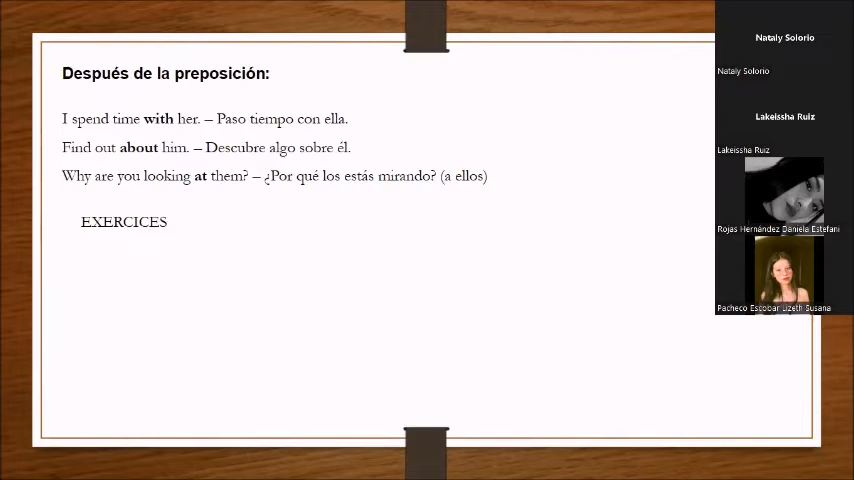 Después de la preposición:
I spend time with her. – Paso tiempo con ella.
Find out about him. – Descubre algo sobre él.
Why are you looking at them? – ¿Por qué los estás mirando? (a ellos)
EXERCICES
Nataly Solorio
Nataly Solorio
Lakeissha Ruiz
Lakeissha Ruiz
Rojas Hernández Daniela Estefani
Pacheco Escobar Lizeth Susana